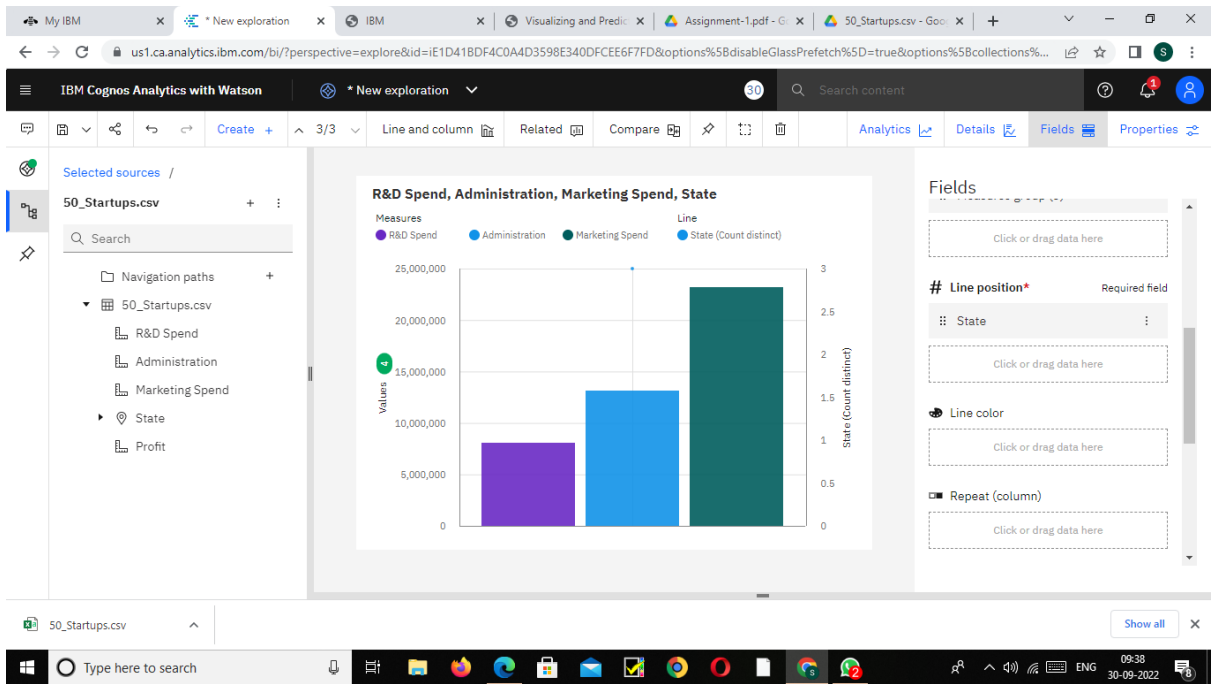 My IBM
* New exploration
IBM
Visualizing and Predic
Assignment-1.pdf - Go
50_Startups.csv - Goo
us1.ca.analytics.ibm.com/bi/?perspective=explore&id=iE1D41BDF4C0A4D3598E340DFCEE6F7FD&options%5BdisableGlassPrefetch%5D=true&options%5Bcollections%...
S
IBM Cognos Analytics with Watson
* New exploration
30
Search content
1
Create +
3/3
Line and column
Related
Compare
Analytics
Details
Fields
Properties
Selected sources /
50_Startups.csv
Search
Navigation paths
50_Startups.csv
R&D Spend
Administration
Marketing Spend
State
Profit
R&D Spend, Administration, Marketing Spend, State
Measures
Line
R&D Spend
Administration
Marketing Spend
State (Count distinct)
25,000,000
20,000,000
15,000,000
10,000,000
5,000,000
0
Values
4
3
2.5
2
1.5
1
0.5
0
State (Count distinct)
Fields
Click or drag data here
# Line position*
Required field
State
Click or drag data here
Line color
Click or drag data here
Repeat (column)
Click or drag data here
50_Startups.csv
Show all
Type here to search
2
ENG
09:38
30-09-2022
8